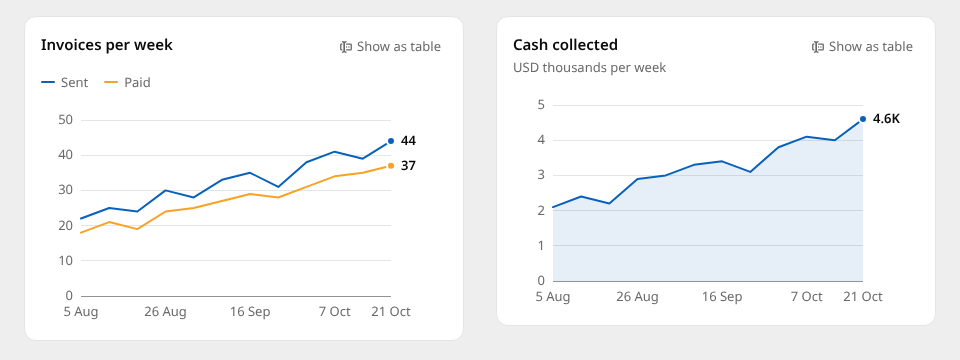 Invoices per week
Show as table
Sent
Paid
50
40
30
20
10
0
5 Aug
26 Aug
16 Sep
7 Oct
21 Oct
44
37
Cash collected
Show as table
USD thousands per week
5
4
3
2
1
0
5 Aug
26 Aug
16 Sep
7 Oct
21 Oct
4.6K